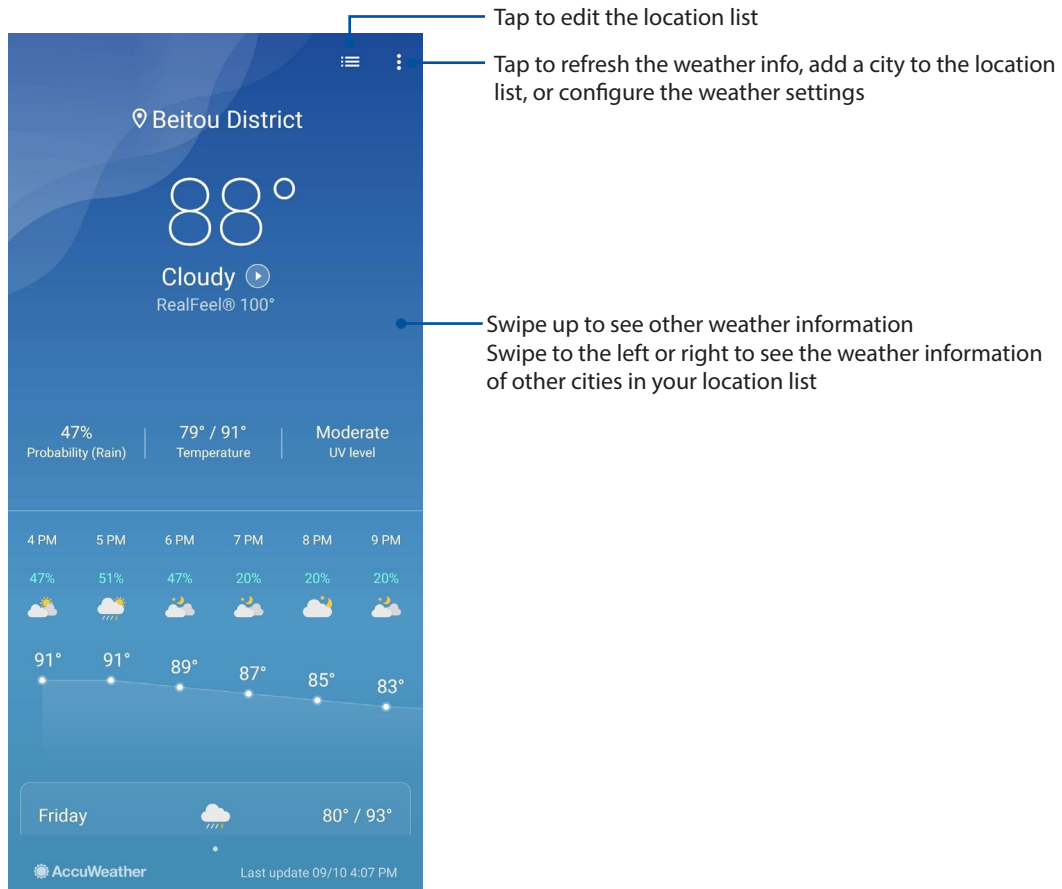 Tap to edit the location list
Tap to refresh the weather info, add a city to the location
list, or configure the weather settings
Beitou District
88°
Cloudy
RealFeel® 100°
Swipe up to see other weather information
Swipe to the left or right to see the weather information
of other cities in your location list
47% 79° / 91° Moderate
Probability (Rain) Temperature UV level
4 PM 5 PM 6 PM 7 PM 8 PM 9 PM
47% 51% 47% 20% 20% 20%
91° 91° 89° 87° 85° 83°
Friday 80° / 93°
AccuWeather Last update 09/10 4:07 PM